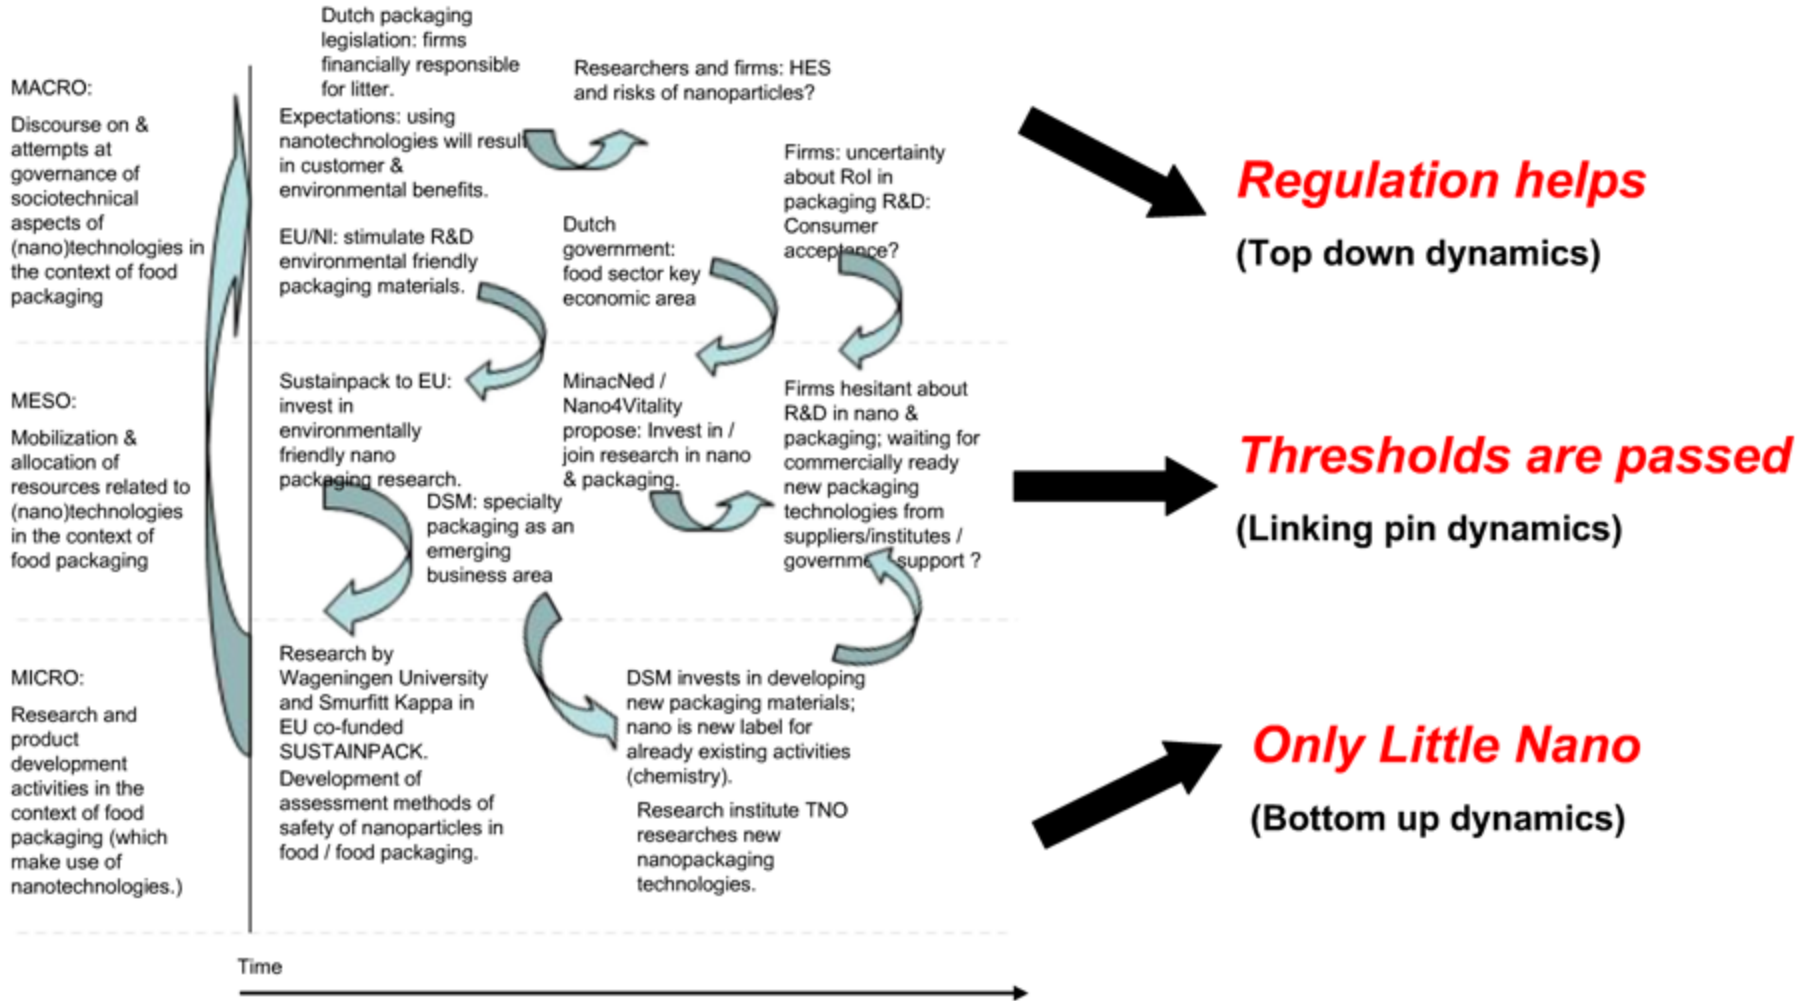 MACRO:
Discourse on &
attempts at
governance of
sociotechnical
aspects of
(nano)technologies in
the context of food
packaging
Dutch packaging
legislation: firms
financially responsible
for litter.
Expectations: using
nanotechnologies will result
in customer &
environmental benefits.
EU/Nl: stimulate R&D
environmental friendly
packaging materials.
Researchers and firms: HES
and risks of nanoparticles?
Dutch
government:
food sector key
economic area
Firms: uncertainty
about RoI in
packaging R&D:
Consumer
acceptance?
Regulation helps
(Top down dynamics)
MESO:
Mobilization &
allocation of
resources related to
(nano)technologies
in the context of
food packaging
Sustainpack to EU:
invest in
environmentally
friendly nano
packaging research.
DSM: specialty
packaging as an
emerging
business area
MinacNed /
Nano4Vitality
propose: Invest in /
join research in nano
& packaging.
Firms hesitant about
R&D in nano &
packaging; waiting for
commercially ready
new packaging
technologies from
suppliers/institutes /
government support ?
Thresholds are passed
(Linking pin dynamics)
MICRO:
Research and
product
development
activities in the
context of food
packaging (which
make use of
nanotechnologies.)
Research by
Wageningen University
and Smurfitt Kappa in
EU co-funded
SUSTAINPACK.
Development of
assessment methods of
safety of nanoparticles in
food / food packaging.
DSM invests in developing
new packaging materials;
nano is new label for
already existing activities
(chemistry).
Research institute TNO
researches new
nanopackaging
technologies.
Only Little Nano
(Bottom up dynamics)
Time